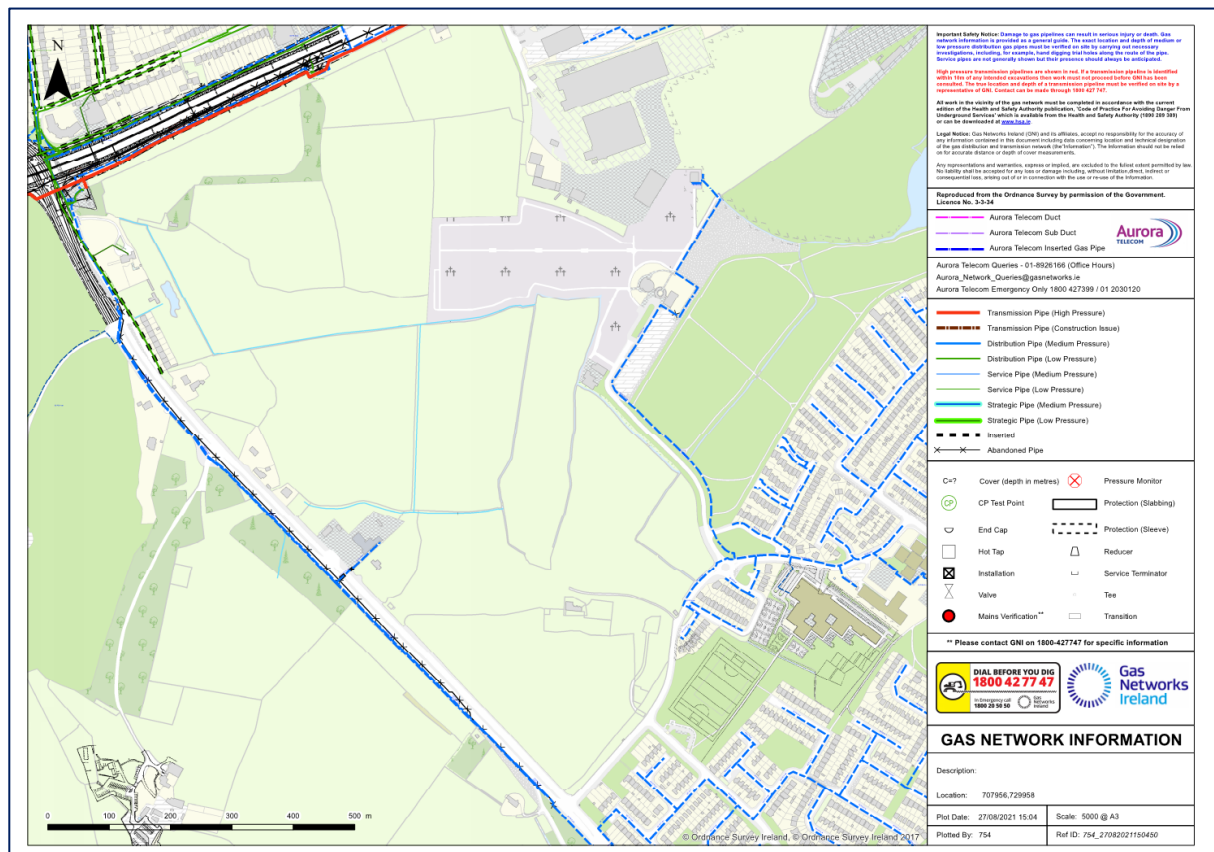 N
Important Safety Notice: Damage to gas pipelines can result in serious injury or death. Gas
network information is provided as a general guide. The exact location and depth of medium or
low pressure distribution gas pipes must be verified on site by carrying out necessary
investigations, including, for example, hand digging trial holes along the route of the pipe.
Service pipes are not generally shown but their presence should always be anticipated.
High pressure transmission pipelines are shown in red. If a transmission pipeline is identified
within 10m of any intended excavations then work must not proceed before GNI has been
consulted. The true location and depth of a transmission pipeline must be verified on site by a
representative of GNI. Contact can be made through 1800 427 747.
All work in the vicinity of the gas network must be completed in accordance with the current
edition of the Health and Safety Authority publication, 'Code of Practice For Avoiding Danger From
Underground Services' which is available from the Health and Safety Authority (1890 289 389)
or can be downloaded at www.hsa.ie
Legal Notice: Gas Networks Ireland (GNI) and its affiliates, accept no responsibility for the accuracy of
any information contained in this document including data concerning location and technical designation
of the gas distribution and transmission network (the"Information"). The Information should not be relied
on for accurate distance or depth of cover measurements.
Any representations and warranties, express or implied, are excluded to the fullest extent permitted by law.
No liability shall be accepted for any loss or damage including, without limitation,direct, indirect or
consequential loss, arising out of or in connection with the use or re-use of the Information.
Reproduced from the Ordnance Survey by permission of the Government.
Licence No. 3-3-34
Aurora Telecom Duct
Aurora Telecom Sub Duct
Aurora Telecom Inserted Gas Pipe
Aurora
TELECOM
Aurora Telecom Queries - 01-8926166 (Office Hours)
Aurora_Network_Queries@gasnetworks.ie
Aurora Telecom Emergency Only 1800 427399 / 01 2030120
Transmission Pipe (High Pressure)
Transmission Pipe (Construction Issue)
Distribution Pipe (Medium Pressure)
Distribution Pipe (Low Pressure)
Service Pipe (Medium Pressure)
Service Pipe (Low Pressure)
Strategic Pipe (Medium Pressure)
Strategic Pipe (Low Pressure)
Inserted
Abandoned Pipe
C=? Cover (depth in metres) Pressure Monitor
CP CP Test Point Protection (Slabbing)
End Cap Protection (Sleeve)
Hot Tap Reducer
Installation Service Terminator
Valve Tee
Mains Verification** Transition
** Please contact GNI on 1800-427747 for specific information
DIAL BEFORE YOU DIG
1800 42 77 47
In Emergency call
1800 20 50 50
Gas
Networks
Ireland
Gas
Networks
Ireland
GAS NETWORK INFORMATION
Description:
Location: 707956,729958
Plot Date: 27/08/2021 15:04 Scale: 5000 @ A3
Plotted By: 754 Ref ID: 754_27082021150450
0 100 200 300 400 500 m
© Ordnance Survey Ireland, © Ordnance Survey Ireland 2017